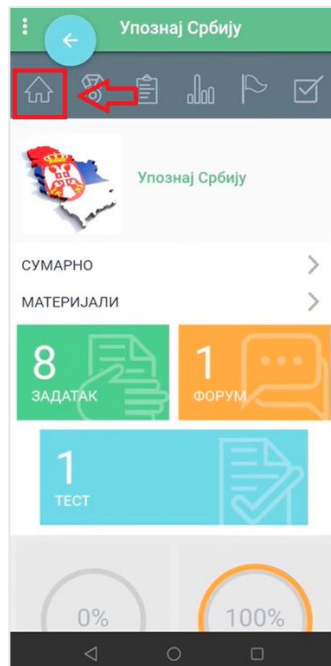 Упознај Србију
Упознај Србију
СУМАРНО
МАТЕРИЈАЛИ
8
ЗАДАТАК
1
ФОРУМ
1
ТЕСТ
0%
100%